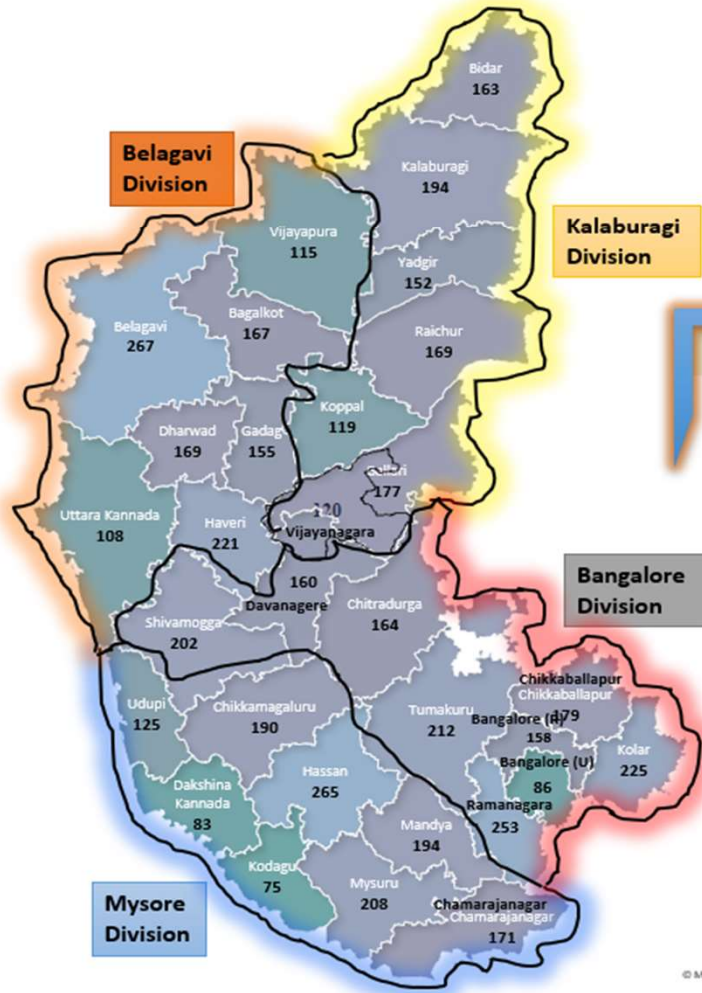 Bidar
163
Belagavi
Division
Kalaburagi
194
Vijayapura
115
Kalaburagi
Division
Yadgir
152
Belagavi
267
Bagalkot
167
Raichur
169
Koppal
119
Dharwad
169
Gadag
155
177
Uttara Kannada
108
Haveri
221
120
Vijayanagara
160
Davanagere
Chitradurga
164
Bangalore
Division
Shivamogga
202
Udupi
125
Chikkamagaluru
190
Tumakuru
212
Chikkaballapur
Chikkaballapur
179
Bangalore (R)
158
Kolar
225
Bangalore (U)
86
Hassan
265
Dakshina
Kannada
83
Ramanagara
253
Mandya
194
Kodagu
75
Mysuru
208
Chamarajanagar
Chamarajanagar
171
Mysore
Division
© M